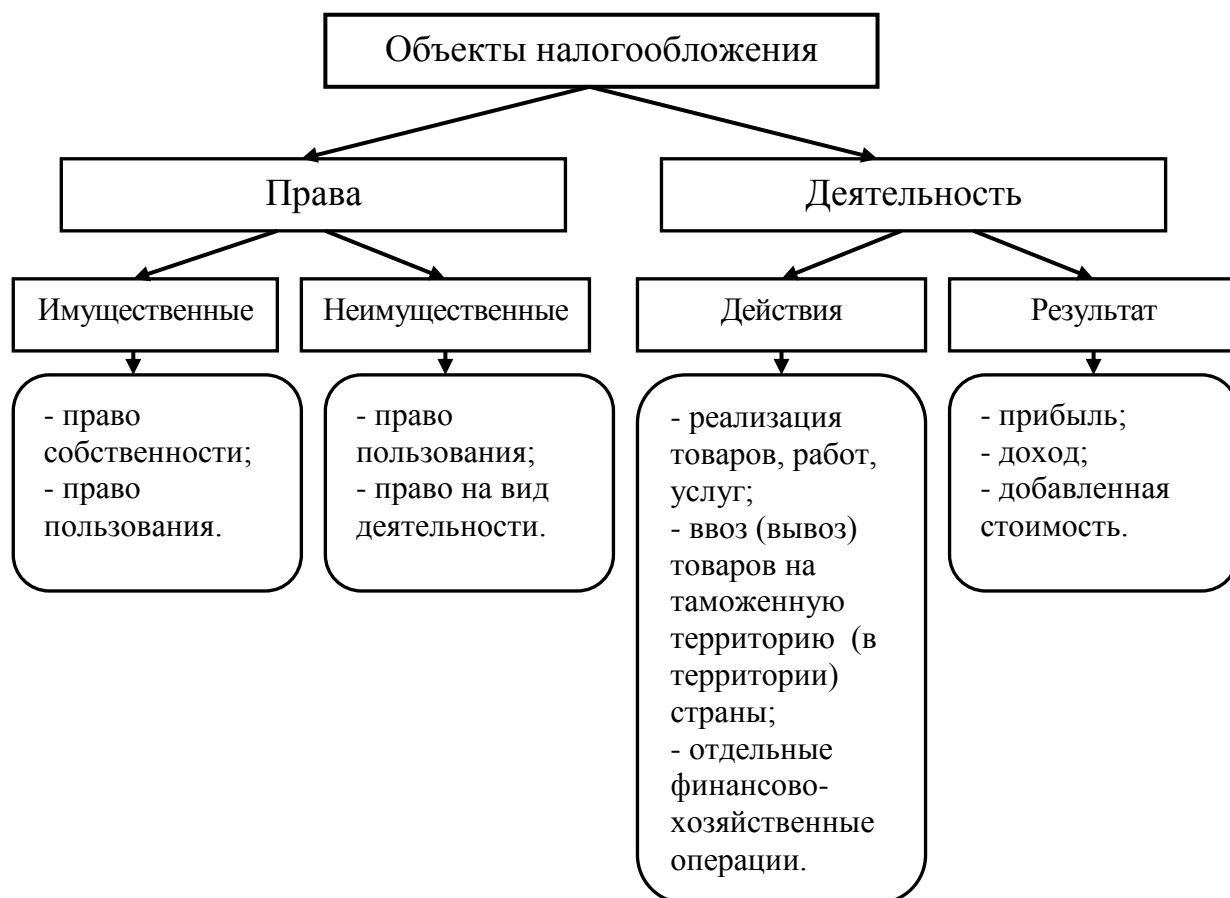 Объекты налогообложения
Права
Деятельность
Имущественные
Неимущественные
Действия
Результат
- право
собственности;
- право
пользования.
- право
пользования;
- право на вид
деятельности.
- реализация
товаров, работ,
услуг;
- ввоз (вывоз)
товаров на
таможенную
территорию (в
территории)
страны;
- отдельные
финансово-
хозяйственные
операции.
- прибыль;
- доход;
- добавленная
стоимость.